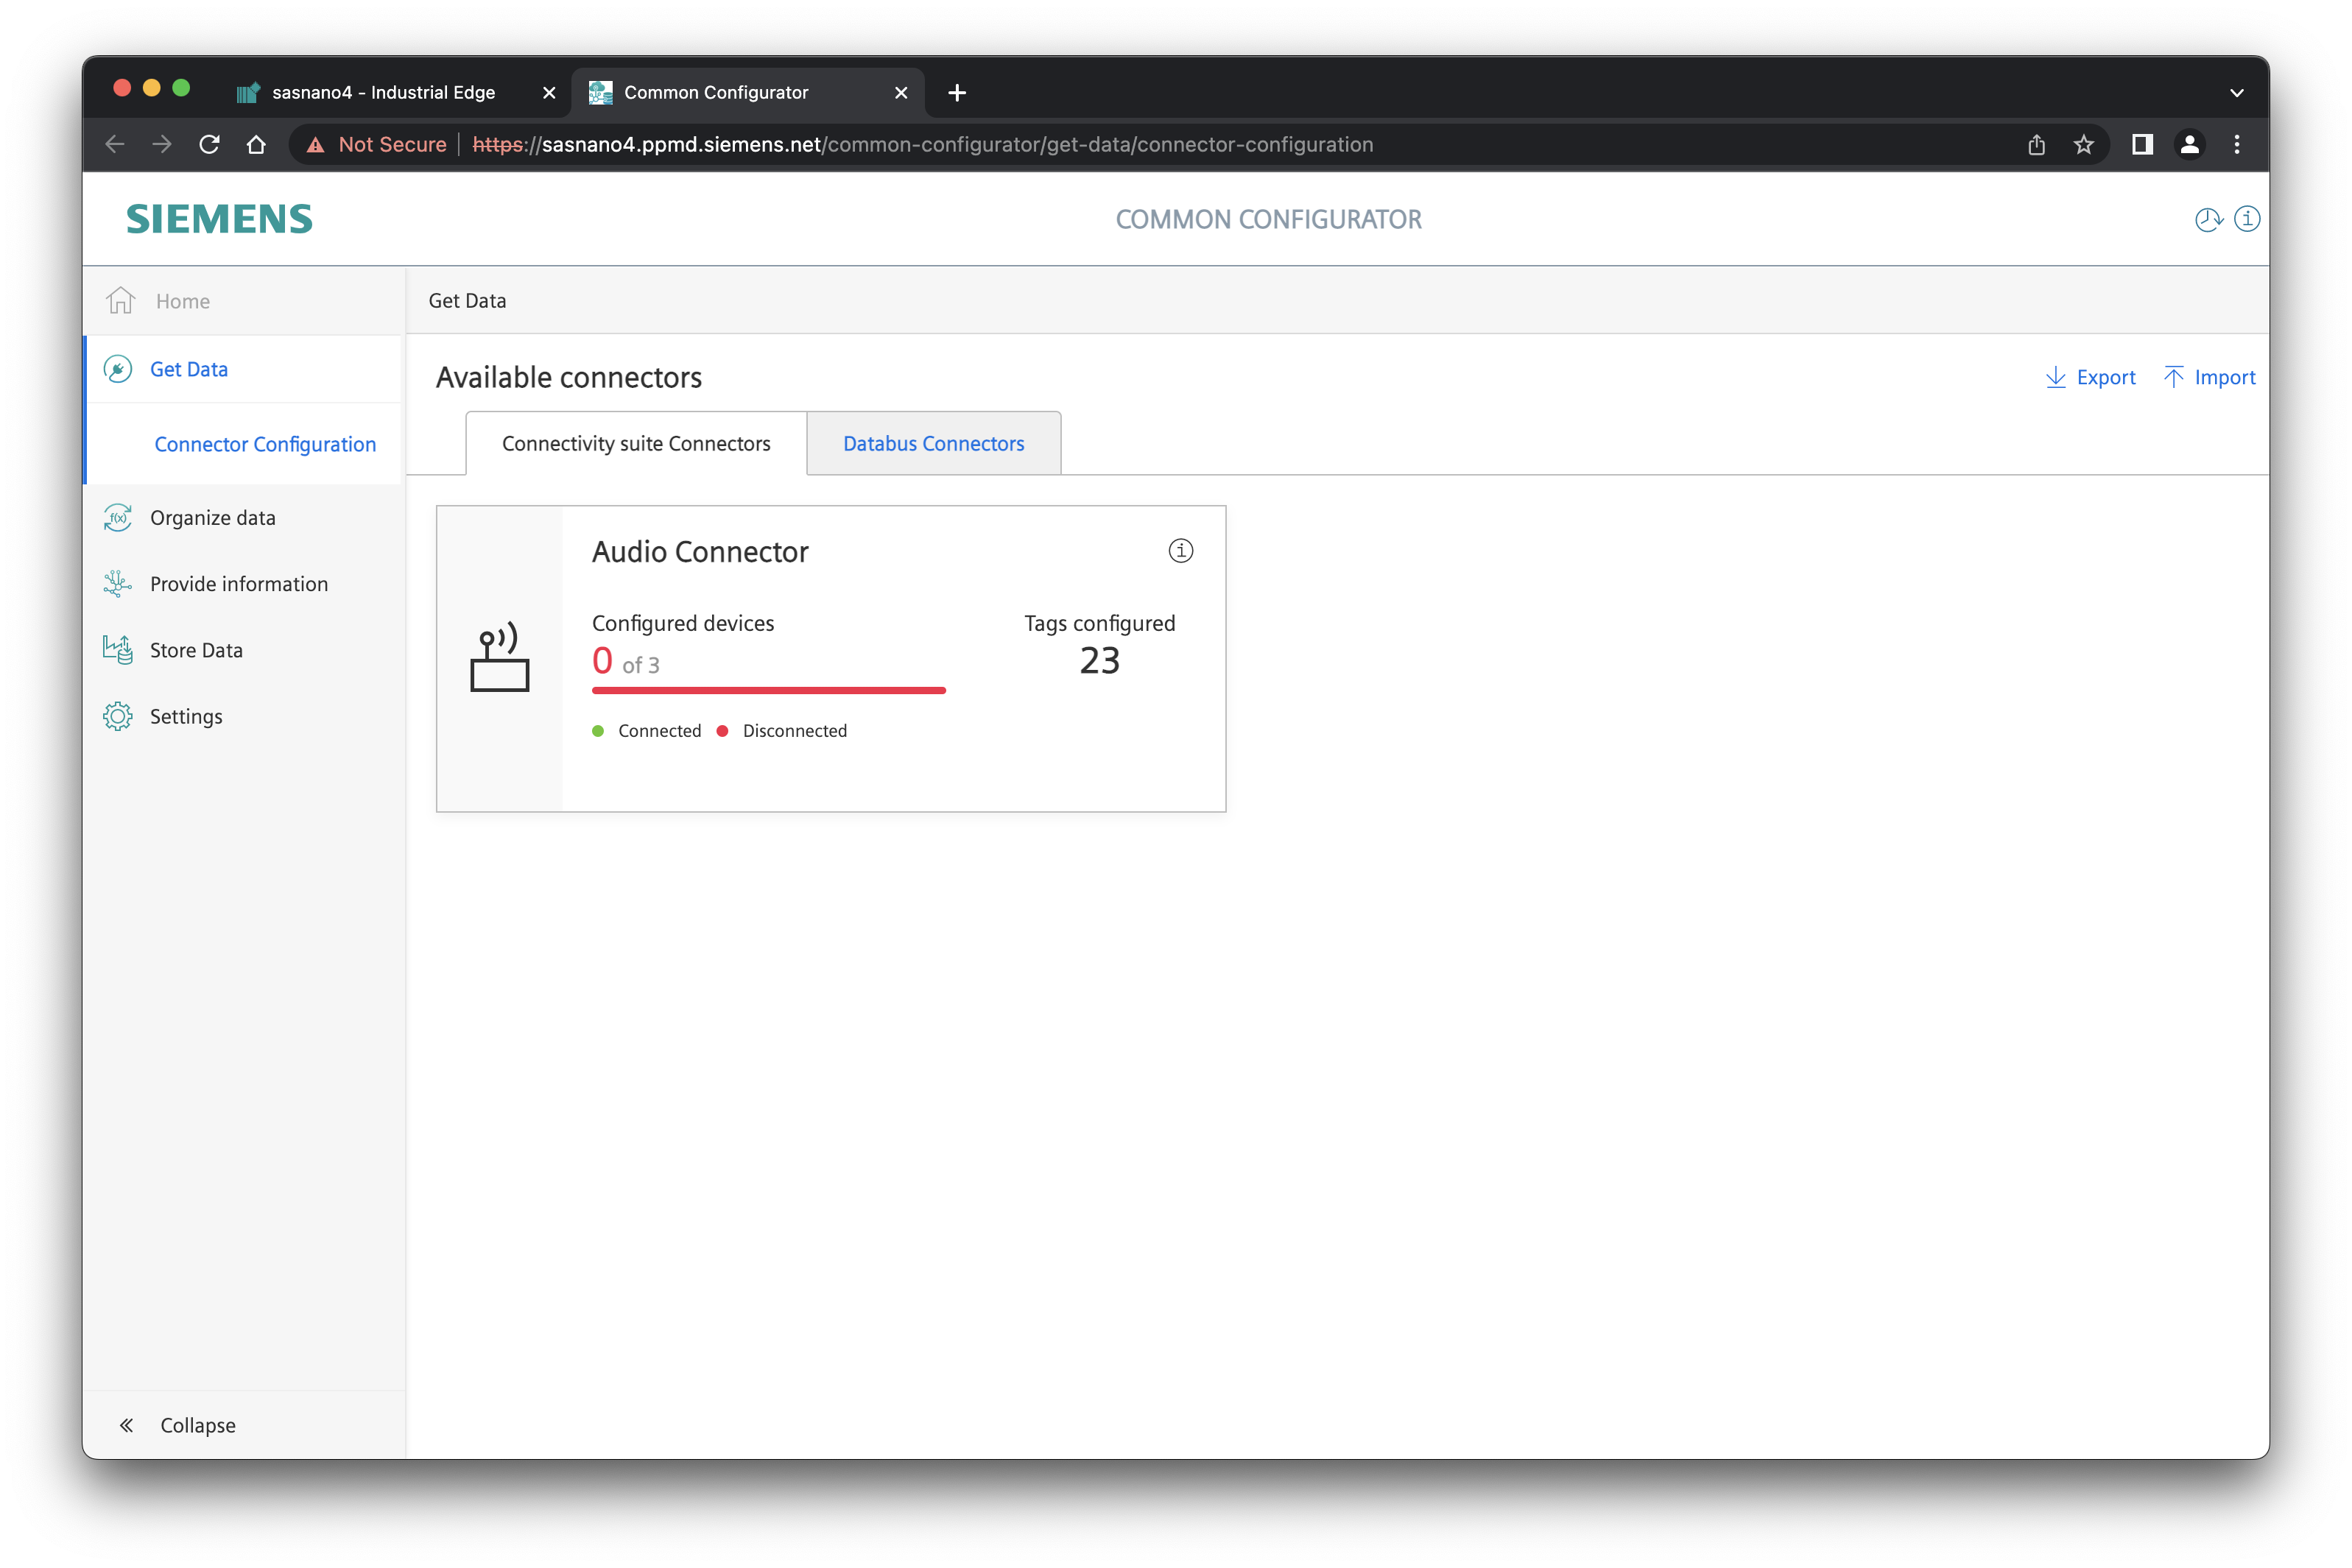 sasnano4 - Industrial Edge
Common Configurator
Not Secure
https://sasnano4.ppmd.siemens.net/common-configurator/get-data/connector-configuration
SIEMENS
COMMON CONFIGURATOR
Home
Get Data
Connector Configuration
Organize data
Provide information
Store Data
Settings
Collapse
Get Data
Available connectors
Export
Import
Connectivity suite Connectors
Databus Connectors
Audio Connector
Configured devices
0 of 3
Tags configured
23
Connected
Disconnected